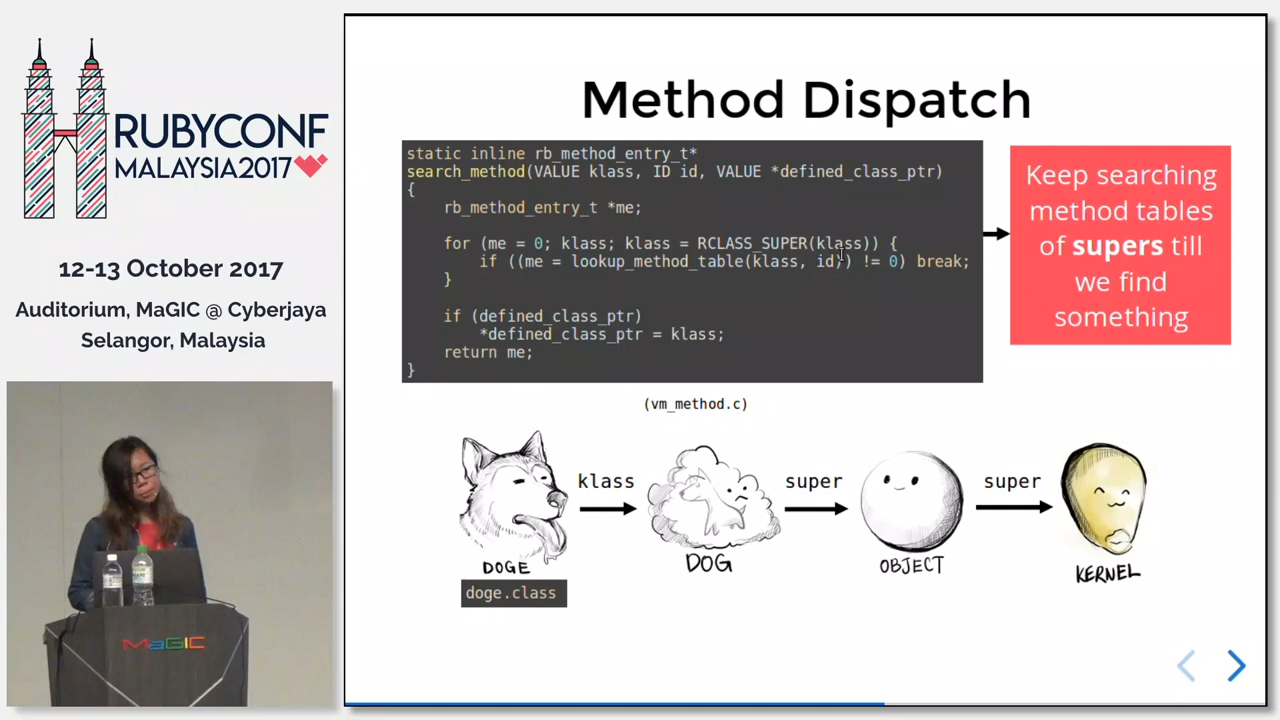 RUBYCONF
MALAYSIA2017
12-13 October 2017
Auditorium, MaGIC @ Cyberjaya
Selangor, Malaysia
MaGIC
Method Dispatch
static inline rb_method_entry_t*
search_method(VALUE klass, ID id, VALUE *defined_class_ptr)
{
    rb_method_entry_t *me;
    for (me = 0; klass; klass = RCLASS_SUPER(klass)) {
        if ((me = lookup_method_table(klass, id)) != 0) break;
    }
    if (defined_class_ptr)
        *defined_class_ptr = klass;
    return me;
}
(vm_method.c)
Keep searching
method tables
of supers till
we find
something
klass
super
super
DOGE
DOG
OBJECT
KERNEL
doge.class